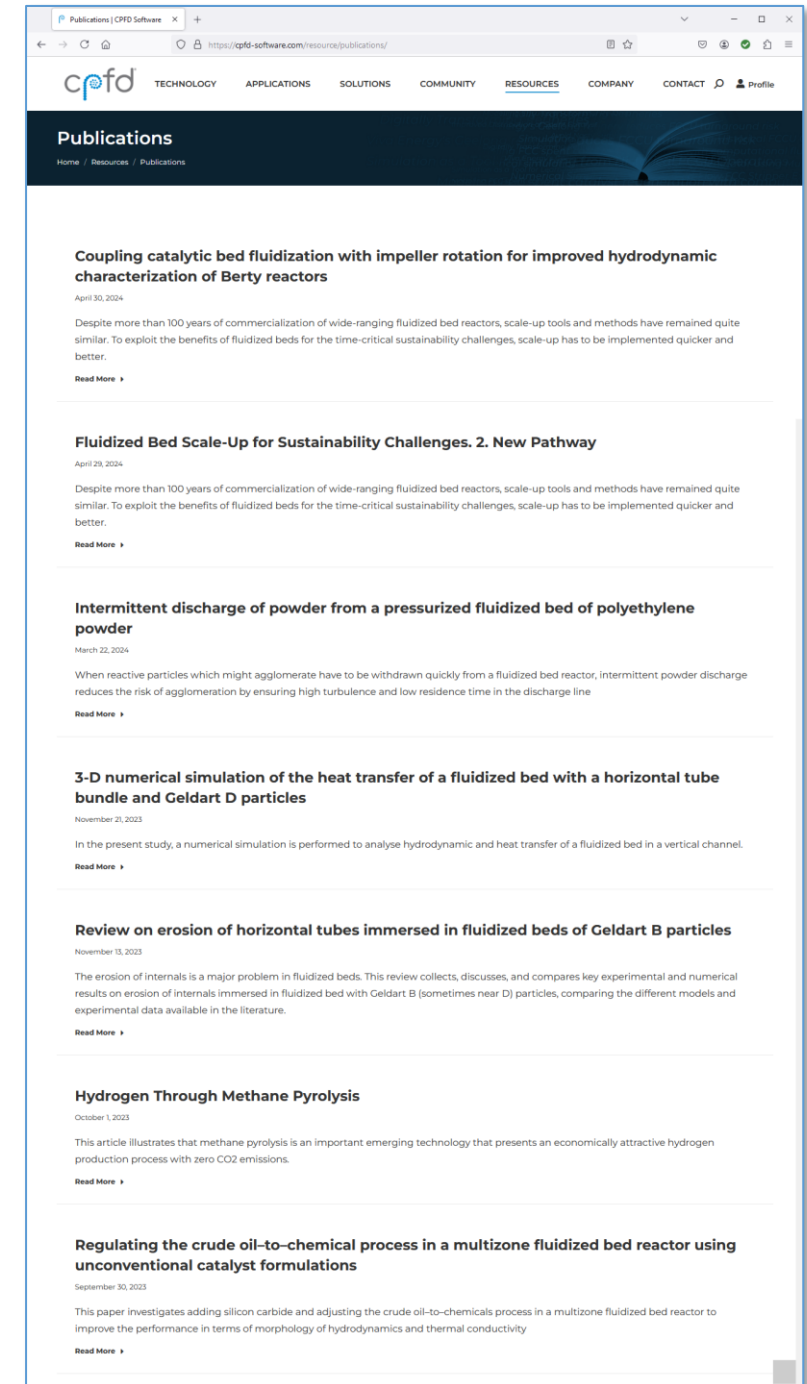 Publications | CPFD Software
https://cpfd-software.com/resource/publications/
cpfd
TECHNOLOGY APPLICATIONS SOLUTIONS COMMUNITY RESOURCES COMPANY CONTACT Profile
Publications
Home / Resources / Publications
Coupling catalytic bed fluidization with impeller rotation for improved hydrodynamic
characterization of Berty reactors
April 30, 2024
Despite more than 100 years of commercialization of wide-ranging fluidized bed reactors, scale-up tools and methods have remained quite
similar. To exploit the benefits of fluidized beds for the time-critical sustainability challenges, scale-up has to be implemented quicker and
better.
Read More
Fluidized Bed Scale-Up for Sustainability Challenges. 2. New Pathway
April 29, 2024
Despite more than 100 years of commercialization of wide-ranging fluidized bed reactors, scale-up tools and methods have remained quite
similar. To exploit the benefits of fluidized beds for the time-critical sustainability challenges, scale-up has to be implemented quicker and
better.
Read More
Intermittent discharge of powder from a pressurized fluidized bed of polyethylene
powder
March 22, 2024
When reactive particles which might agglomerate have to be withdrawn quickly from a fluidized bed reactor, intermittent powder discharge
reduces the risk of agglomeration by ensuring high turbulence and low residence time in the discharge line
Read More
3-D numerical simulation of the heat transfer of a fluidized bed with a horizontal tube
bundle and Geldart D particles
November 21, 2023
In the present study, a numerical simulation is performed to analyse hydrodynamic and heat transfer of a fluidized bed in a vertical channel.
Read More
Review on erosion of horizontal tubes immersed in fluidized beds of Geldart B particles
November 13, 2023
The erosion of internals is a major problem in fluidized beds. This review collects, discusses, and compares key experimental and numerical
results on erosion of internals immersed in fluidized bed with Geldart B (sometimes near D) particles, comparing the different models and
experimental data available in the literature.
Read More
Hydrogen Through Methane Pyrolysis
October 1, 2023
This article illustrates that methane pyrolysis is an important emerging technology that presents an economically attractive hydrogen
production process with zero CO2 emissions.
Read More
Regulating the crude oil–to–chemical process in a multizone fluidized bed reactor using
unconventional catalyst formulations
September 30, 2023
This paper investigates adding silicon carbide and adjusting the crude oil–to–chemicals process in a multizone fluidized bed reactor to
improve the performance in terms of morphology of hydrodynamics and thermal conductivity
Read More